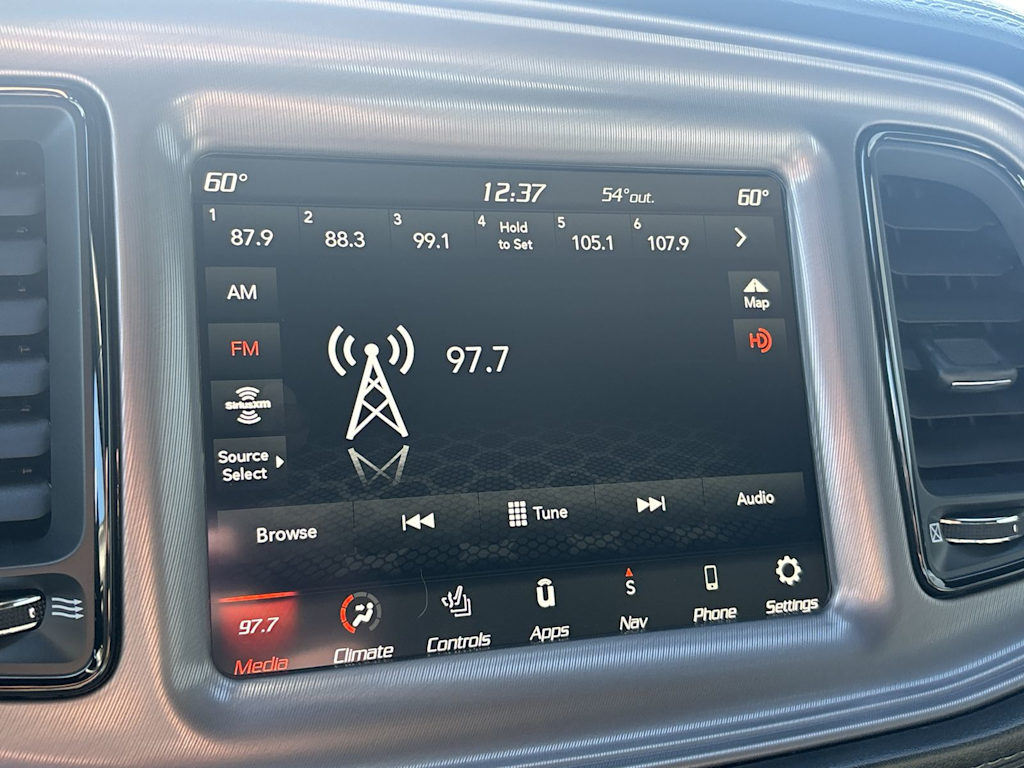 60° 12:37 54°out. 60°
1 87.9 2 88.3 3 99.1 4 Hold to Set 5 105.1 6 107.9
AM
Map
FM
HD
97.7
SiriusXM
Source
Select
Browse Tune Audio
97.7 S
Media Climate Controls Apps Nav Phone Settings